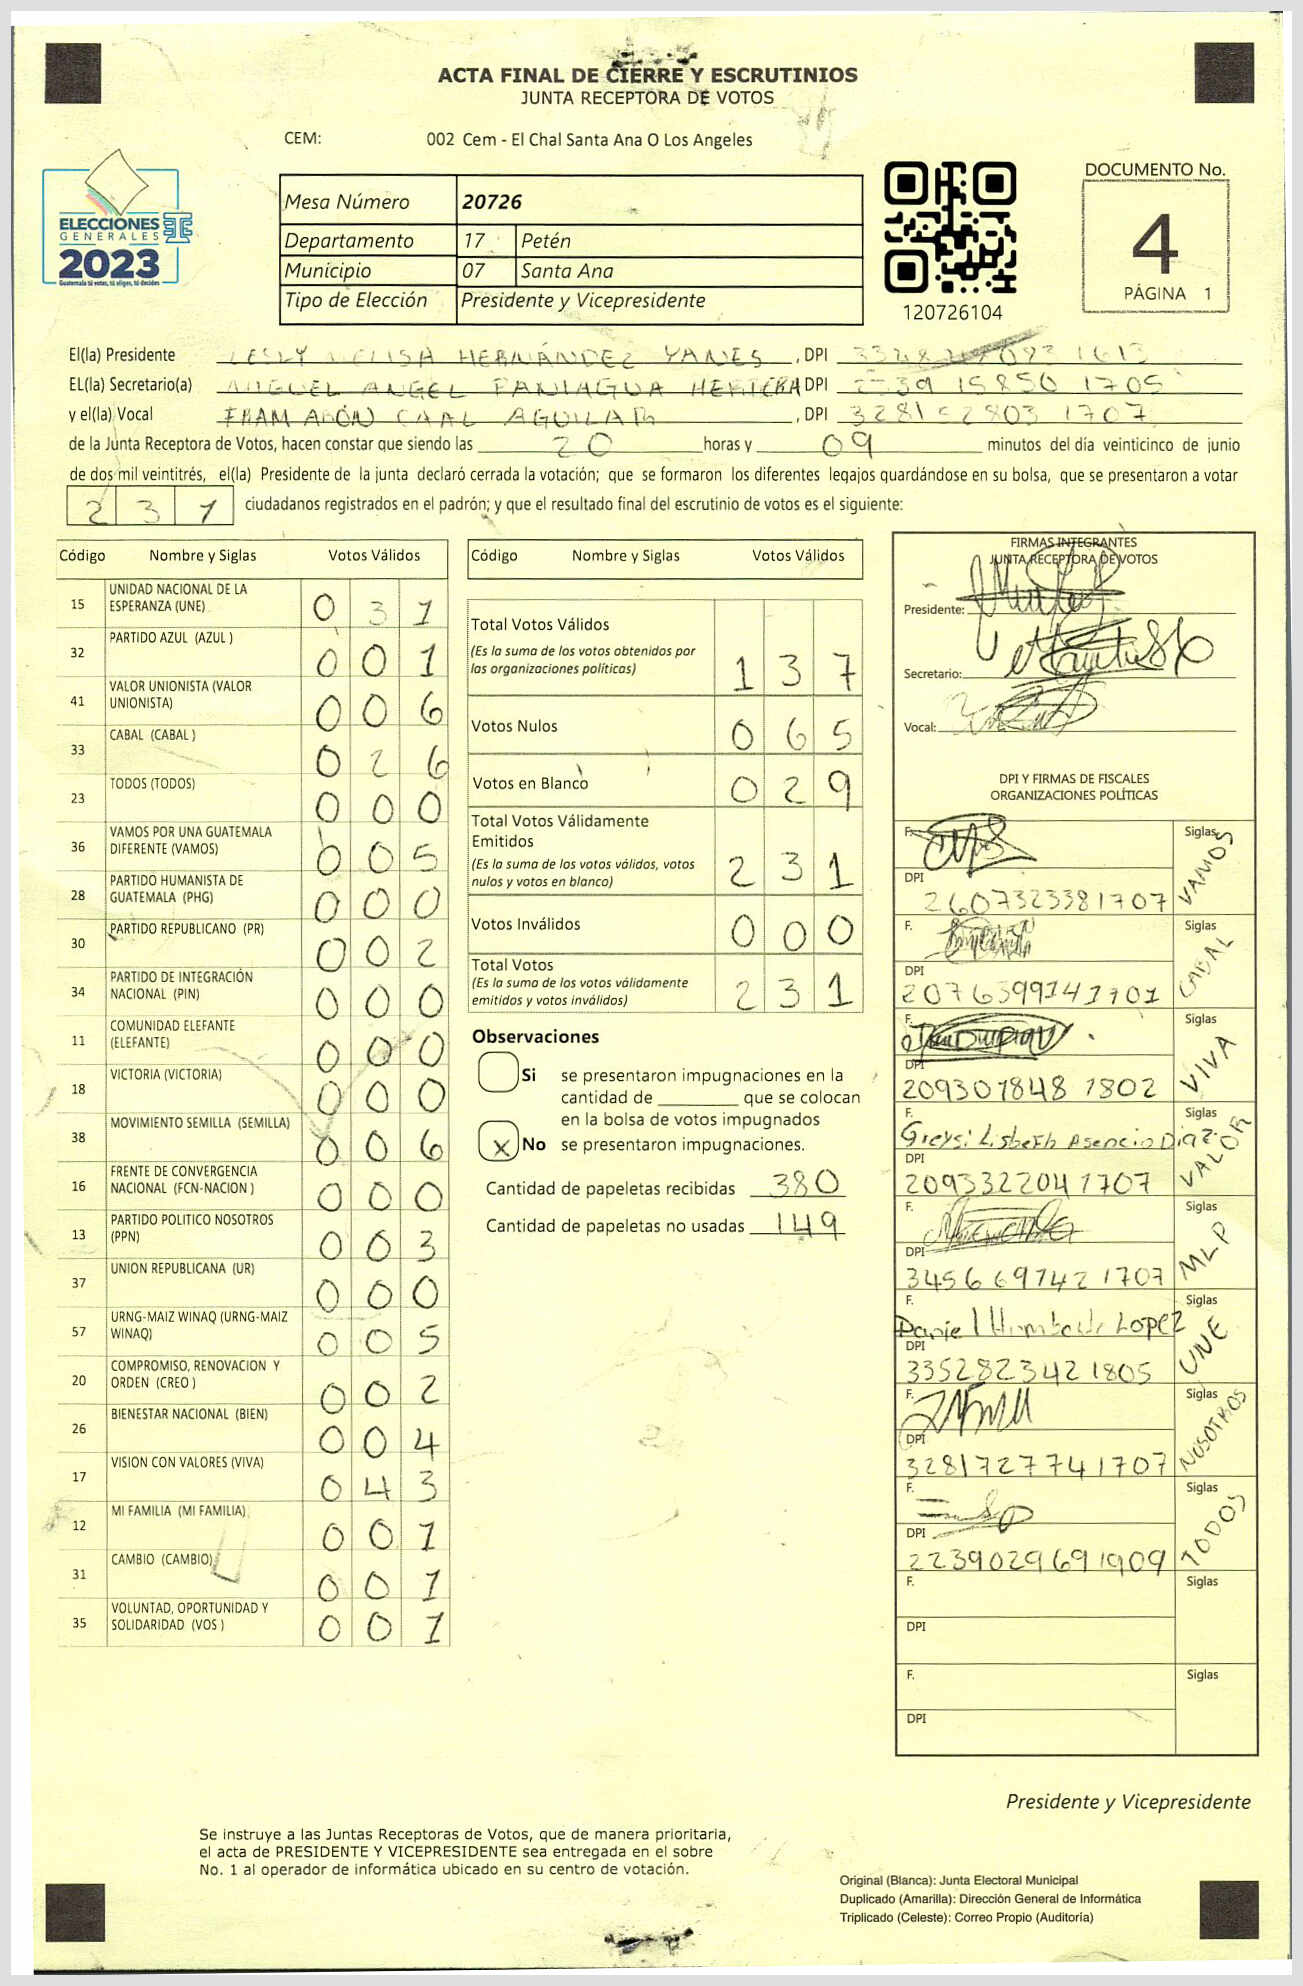 ACTA FINAL DE CIERRE Y ESCRUTINIOS
JUNTA RECEPTORA DE VOTOS
CEM: 002 Cem - El Chal Santa Ana O Los Angeles
ELECCIONES
GENERALES
2023
Guatemala tú votas, tú eliges, tú decides
Mesa Número 20726
Departamento 17 Petén
Municipio 07 Santa Ana
Tipo de Elección Presidente y Vicepresidente
120726104
DOCUMENTO No.
4
PÁGINA 1
El(la) Presidente HERNÁNDEZ YANES , DPI
EL(la) Secretario(a) MIGUEL ANGEL PANIAGUA HERRERA DPI
y el(la) Vocal CAAL AGUILAR , DPI
de la Junta Receptora de Votos, hacen constar que siendo las 20 horas y 09 minutos del día veinticinco de junio
de dos mil veintitrés, el(la) Presidente de la junta declaró cerrada la votación; que se formaron los diferentes legajos guardándose en su bolsa, que se presentaron a votar
231 ciudadanos registrados en el padrón; y que el resultado final del escrutinio de votos es el siguiente:
Código Nombre y Siglas Votos Válidos
15 UNIDAD NACIONAL DE LA ESPERANZA (UNE) 0 3 1
32 PARTIDO AZUL (AZUL ) 0 0 1
41 VALOR UNIONISTA (VALOR UNIONISTA) 0 0 6
33 CABAL (CABAL ) 0 2 6
23 TODOS (TODOS) 0 0 0
36 VAMOS POR UNA GUATEMALA DIFERENTE (VAMOS) 0 0 5
28 PARTIDO HUMANISTA DE GUATEMALA (PHG) 0 0 0
30 PARTIDO REPUBLICANO (PR) 0 0 2
34 PARTIDO DE INTEGRACIÓN NACIONAL (PIN) 0 0 0
11 COMUNIDAD ELEFANTE (ELEFANTE) 0 0 0
18 VICTORIA (VICTORIA) 0 0 0
38 MOVIMIENTO SEMILLA (SEMILLA) 0 0 6
16 FRENTE DE CONVERGENCIA NACIONAL (FCN-NACION ) 0 0 0
13 PARTIDO POLITICO NOSOTROS (PPN) 0 0 3
37 UNION REPUBLICANA (UR) 0 0 0
57 URNG-MAIZ WINAQ (URNG-MAIZ WINAQ) 0 0 5
20 COMPROMISO, RENOVACION Y ORDEN (CREO ) 0 0 2
26 BIENESTAR NACIONAL (BIEN) 0 0 4
17 VISION CON VALORES (VIVA) 0 4 3
12 MI FAMILIA (MI FAMILIA) 0 0 1
31 CAMBIO (CAMBIO) 0 0 1
35 VOLUNTAD, OPORTUNIDAD Y SOLIDARIDAD (VOS ) 0 0 1
Código Nombre y Siglas Votos Válidos
Total Votos Válidos
(Es la suma de los votos obtenidos por
las organizaciones políticas) 1 3 7
Votos Nulos 0 6 5
Votos en Blanco 0 2 9
Total Votos Válidamente
Emitidos
(Es la suma de los votos válidos, votos
nulos y votos en blanco) 2 3 1
Votos Inválidos 0 0 0
Total Votos
(Es la suma de los votos válidamente
emitidos y votos inválidos) 2 3 1
Observaciones
Si se presentaron impugnaciones en la
cantidad de ________ que se colocan
en la bolsa de votos impugnados
X No se presentaron impugnaciones.
Cantidad de papeletas recibidas 380
Cantidad de papeletas no usadas 149
FIRMAS INTEGRANTES
JUNTA RECEPTORA DE VOTOS
Presidente:
Secretario:
Vocal:
DPI Y FIRMAS DE FISCALES
ORGANIZACIONES POLÍTICAS
F. Siglas VAMOS
DPI 2607323381707
F. Siglas CABAL
DPI 2076399141701
F. Siglas VIVA
DPI 209307848 1802
F. Greysi Lisbeth Asencio Diaz Siglas VALOR
DPI 2093322041707
F. Siglas MLP
DPI 3456697421707
F. Daniel Humberto Lopez Siglas UNE
DPI 3352823421805
F. Siglas NOSOTROS
DPI 3281727741707
F. Siglas TODOS
DPI 2239029691909
F. Siglas
DPI
F. Siglas
DPI
Presidente y Vicepresidente
Se instruye a las Juntas Receptoras de Votos, que de manera prioritaria,
el acta de PRESIDENTE Y VICEPRESIDENTE sea entregada en el sobre
No. 1 al operador de informática ubicado en su centro de votación.
Original (Blanca): Junta Electoral Municipal
Duplicado (Amarilla): Dirección General de Informática
Triplicado (Celeste): Correo Propio (Auditoría)